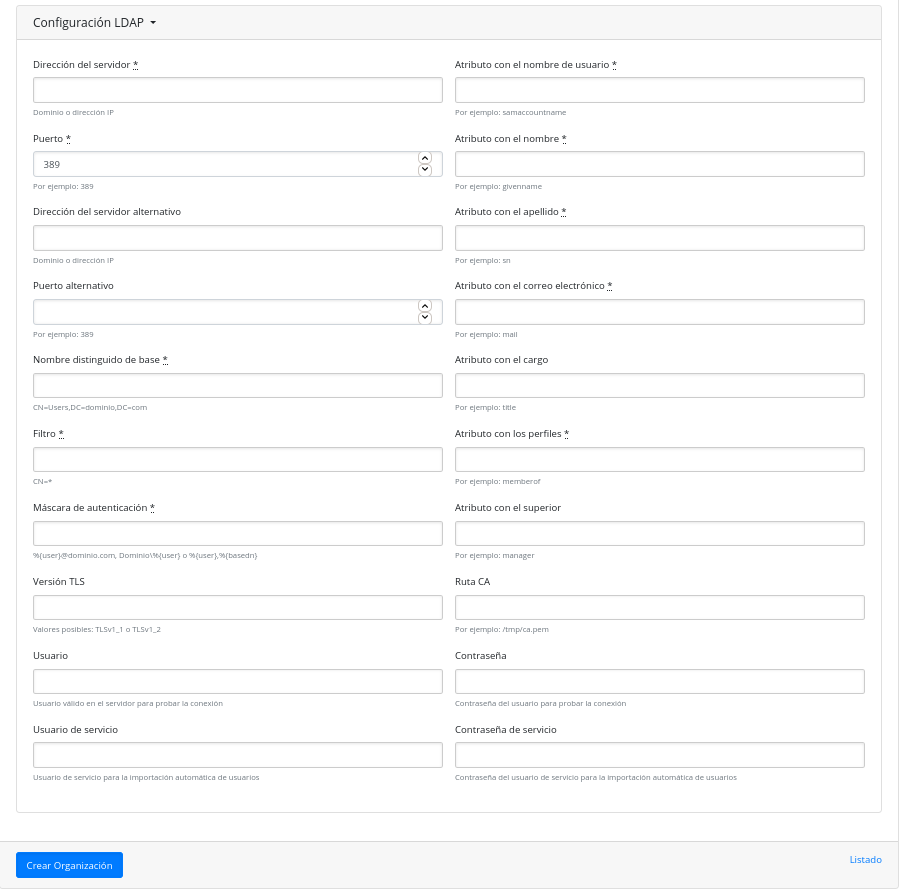 Configuración LDAP
Dirección del servidor *
Dominio o dirección IP
Puerto *
389
Por ejemplo: 389
Dirección del servidor alternativo
Dominio o dirección IP
Puerto alternativo
Por ejemplo: 389
Nombre distinguido de base *
CN=Users,DC=dominio,DC=com
Filtro *
CN=*
Máscara de autenticación *
%{user}@dominio.com, Dominio\%{user} o %{user},%{basedn}
Versión TLS
Valores posibles: TLSv1_1 o TLSv1_2
Usuario
Usuario válido en el servidor para probar la conexión
Usuario de servicio
Usuario de servicio para la importación automática de usuarios
Atributo con el nombre de usuario *
Por ejemplo: samaccountname
Atributo con el nombre *
Por ejemplo: givenname
Atributo con el apellido *
Por ejemplo: sn
Atributo con el correo electrónico *
Por ejemplo: mail
Atributo con el cargo
Por ejemplo: title
Atributo con los perfiles *
Por ejemplo: memberof
Atributo con el superior
Por ejemplo: manager
Ruta CA
Por ejemplo: /tmp/ca.pem
Contraseña
Contraseña del usuario para probar la conexión
Contraseña de servicio
Contraseña del usuario de servicio para la importación automática de usuarios
Crear Organización
Listado